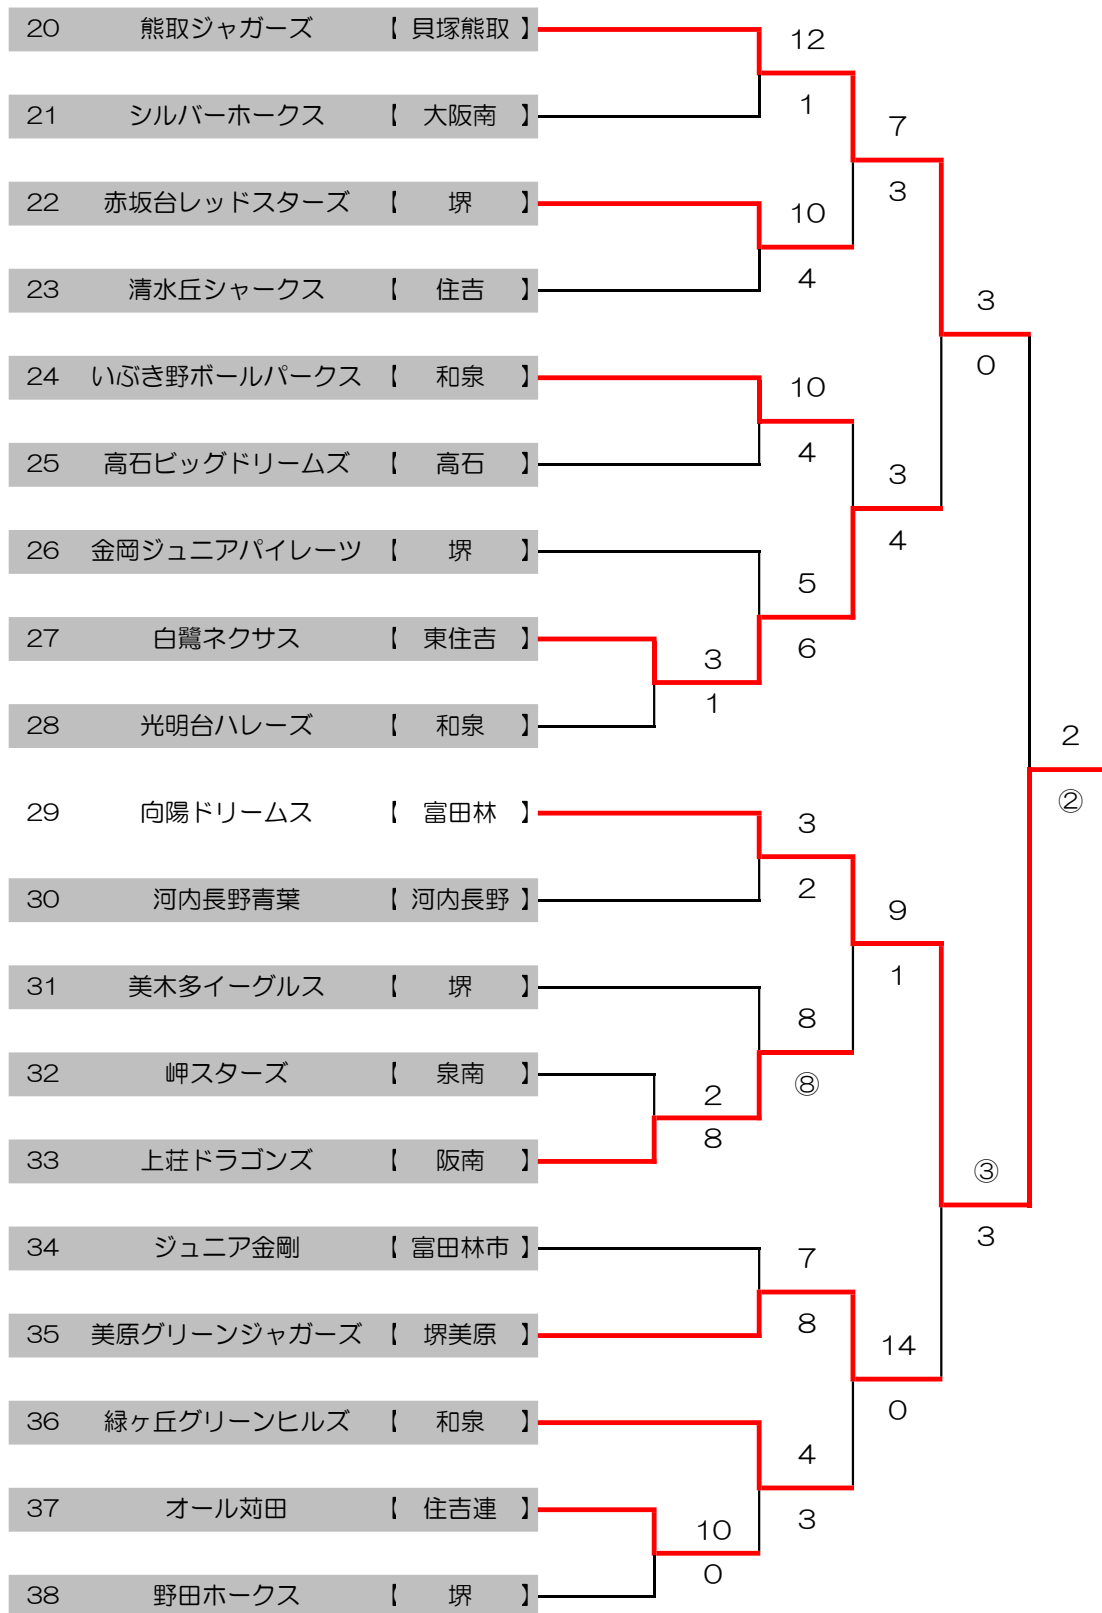 20 熊取ジャガーズ 【 貝塚熊取 】
12
21 シルバーホークス 【 大阪南 】
1
7
22 赤坂台レッドスターズ 【 堺 】
3
10
23 清水丘シャークス 【 住吉 】
4
3
24 いぶき野ボールパークス 【 和泉 】
0
10
25 高石ビッグドリームズ 【 高石 】
4
3
26 金岡ジュニアパイレーツ 【 堺 】
4
5
27 白鷺ネクサス 【 東住吉 】
6
3
1
28 光明台ハレーズ 【 和泉 】
2
②
29 向陽ドリームス 【 富田林 】
3
30 河内長野青葉 【 河内長野 】
2
9
31 美木多イーグルス 【 堺 】
1
8
32 岬スターズ 【 泉南 】
⑧
2
8
33 上荘ドラゴンズ 【 阪南 】
③
3
34 ジュニア金剛 【 富田林市 】
7
35 美原グリーンジャガーズ 【 堺美原 】
8
14
0
36 緑ヶ丘グリーンヒルズ 【 和泉 】
4
37 オール苅田 【 住吉連 】
3
10
0
38 野田ホークス 【 堺 】